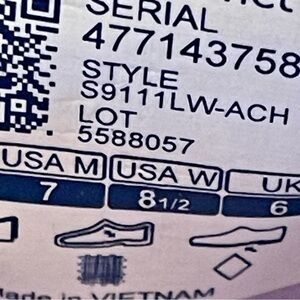 SERIAL
477143758
STYLE
S9111LW-ACH
LOT
5588057
USA M USA W UK
7 8 1/2 6
Made in VIETNAM